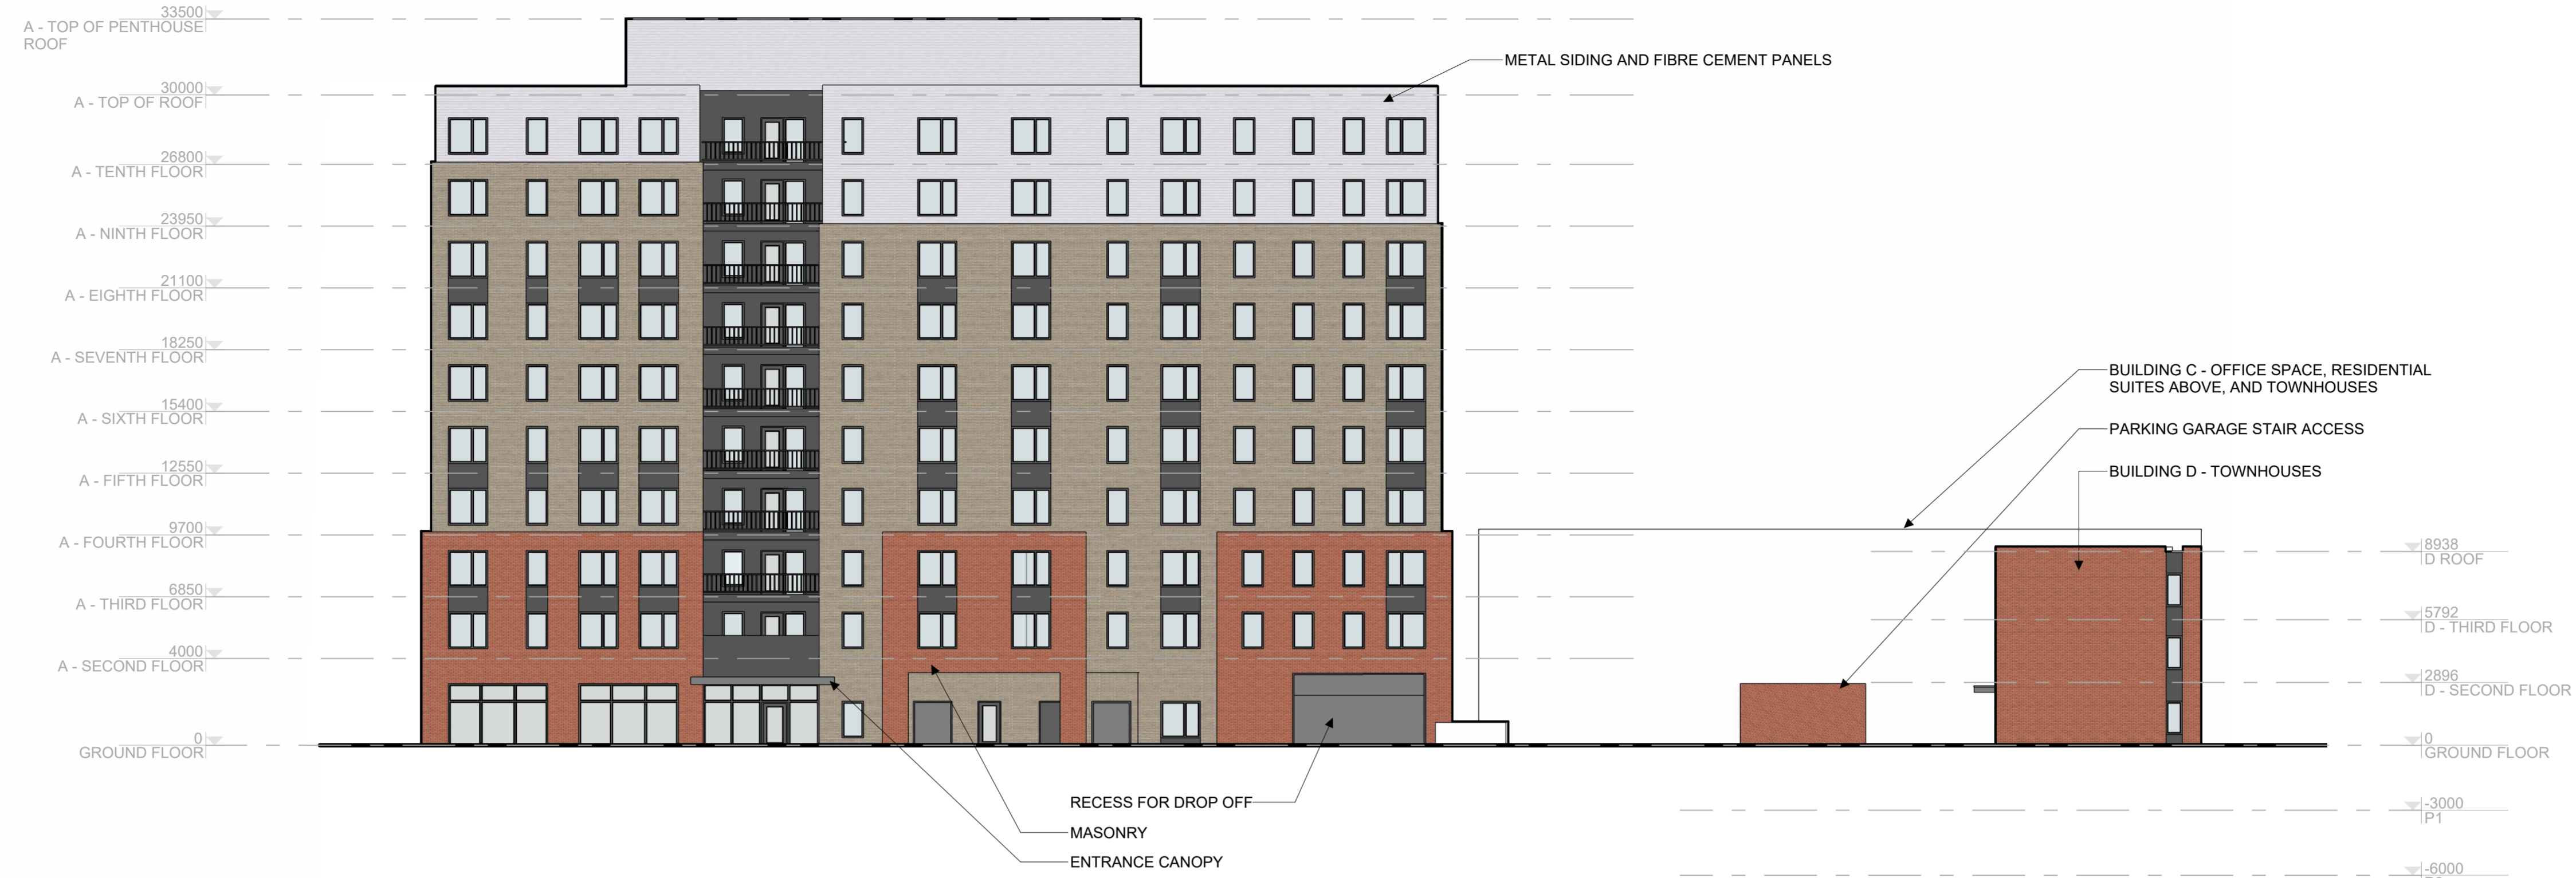 33500
A - TOP OF PENTHOUSE
ROOF
30000
A - TOP OF ROOF
26800
A - TENTH FLOOR
23950
A - NINTH FLOOR
21100
A - EIGHTH FLOOR
18250
A - SEVENTH FLOOR
15400
A - SIXTH FLOOR
12550
A - FIFTH FLOOR
9700
A - FOURTH FLOOR
6850
A - THIRD FLOOR
4000
A - SECOND FLOOR
0
GROUND FLOOR
METAL SIDING AND FIBRE CEMENT PANELS
BUILDING C - OFFICE SPACE, RESIDENTIAL
SUITES ABOVE, AND TOWNHOUSES
PARKING GARAGE STAIR ACCESS
BUILDING D - TOWNHOUSES
8938
D ROOF
5792
D - THIRD FLOOR
2896
D - SECOND FLOOR
0
GROUND FLOOR
RECESS FOR DROP OFF
MASONRY
ENTRANCE CANOPY
-3000
P1
-6000